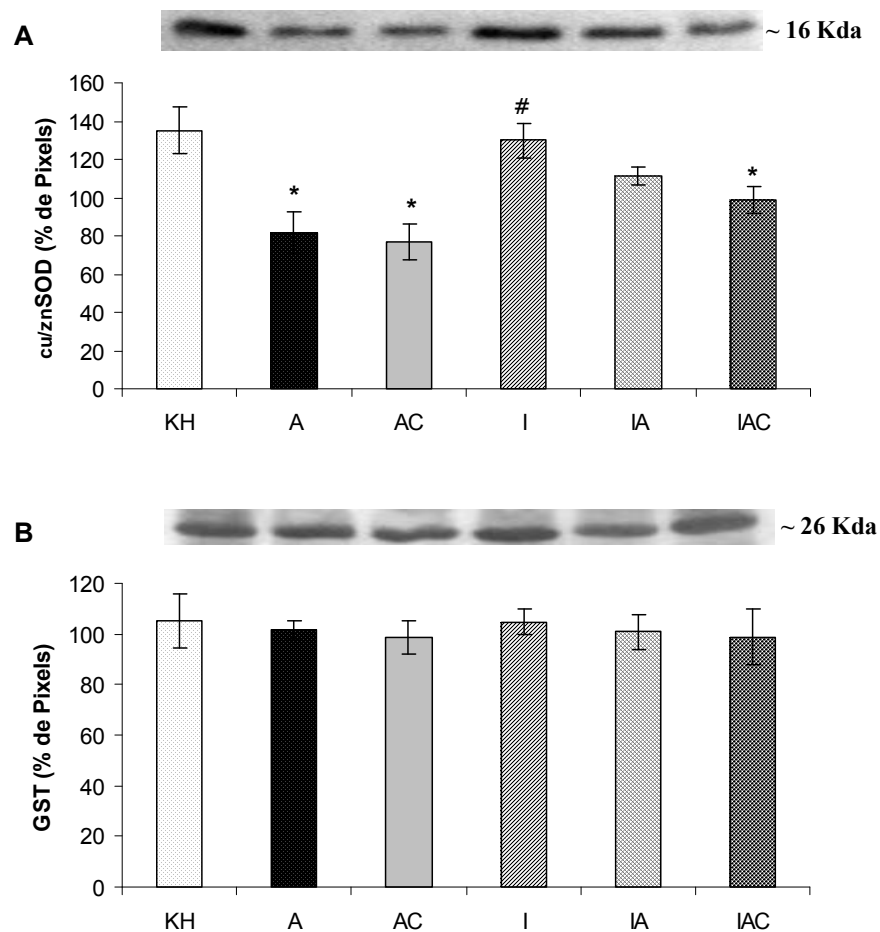 A
~ 16 Kda
cu/znSOD (% de Pixels)
160
140
120
100
80
60
40
20
0
*
*
#
*
KH A AC I IA IAC
B
~ 26 Kda
GST (% de Pixels)
120
100
80
60
40
20
0
KH A AC I IA IAC